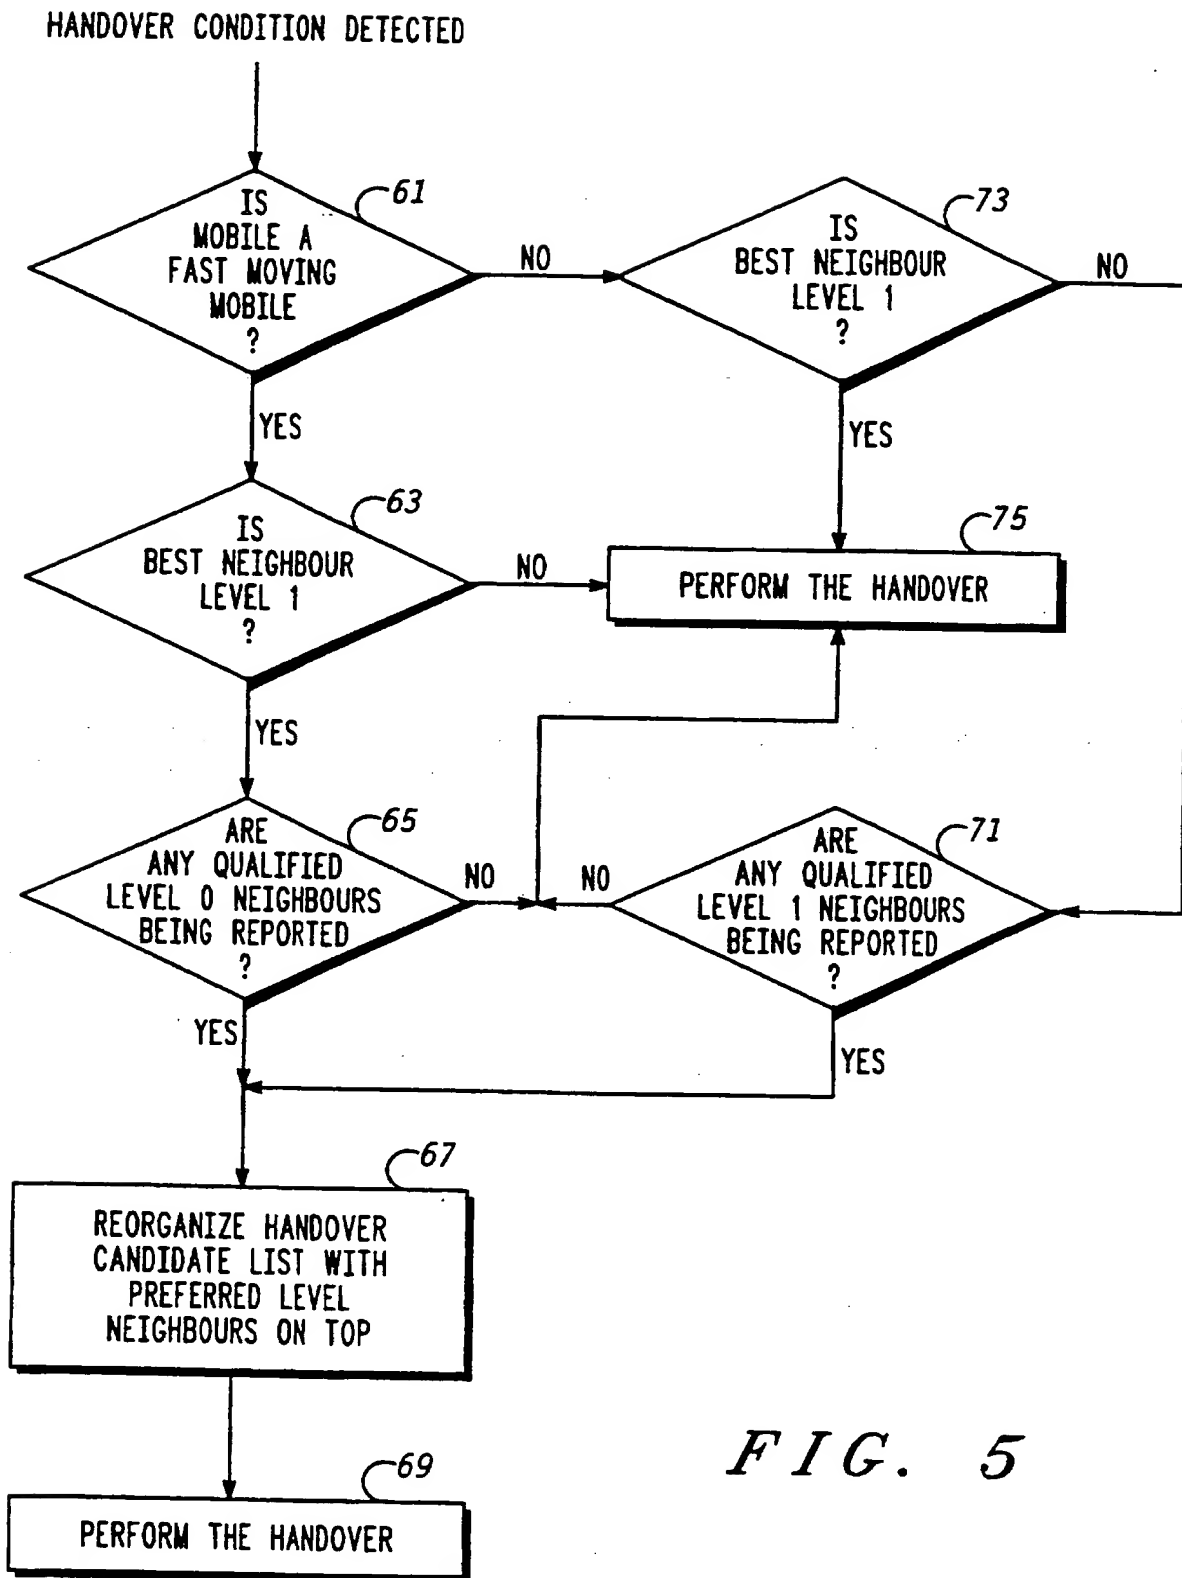 HANDOVER CONDITION DETECTED
61
IS
MOBILE A
FAST MOVING
MOBILE
?
NO
73
IS
BEST NEIGHBOUR
LEVEL 1
?
NO
YES
YES
63
IS
BEST NEIGHBOUR
LEVEL 1
?
NO
75
PERFORM THE HANDOVER
YES
65
ARE
ANY QUALIFIED
LEVEL 0 NEIGHBOURS
BEING REPORTED
?
NO
NO
71
ARE
ANY QUALIFIED
LEVEL 1 NEIGHBOURS
BEING REPORTED
?
YES
YES
67
REORGANIZE HANDOVER
CANDIDATE LIST WITH
PREFERRED LEVEL
NEIGHBOURS ON TOP
69
PERFORM THE HANDOVER
FIG. 5